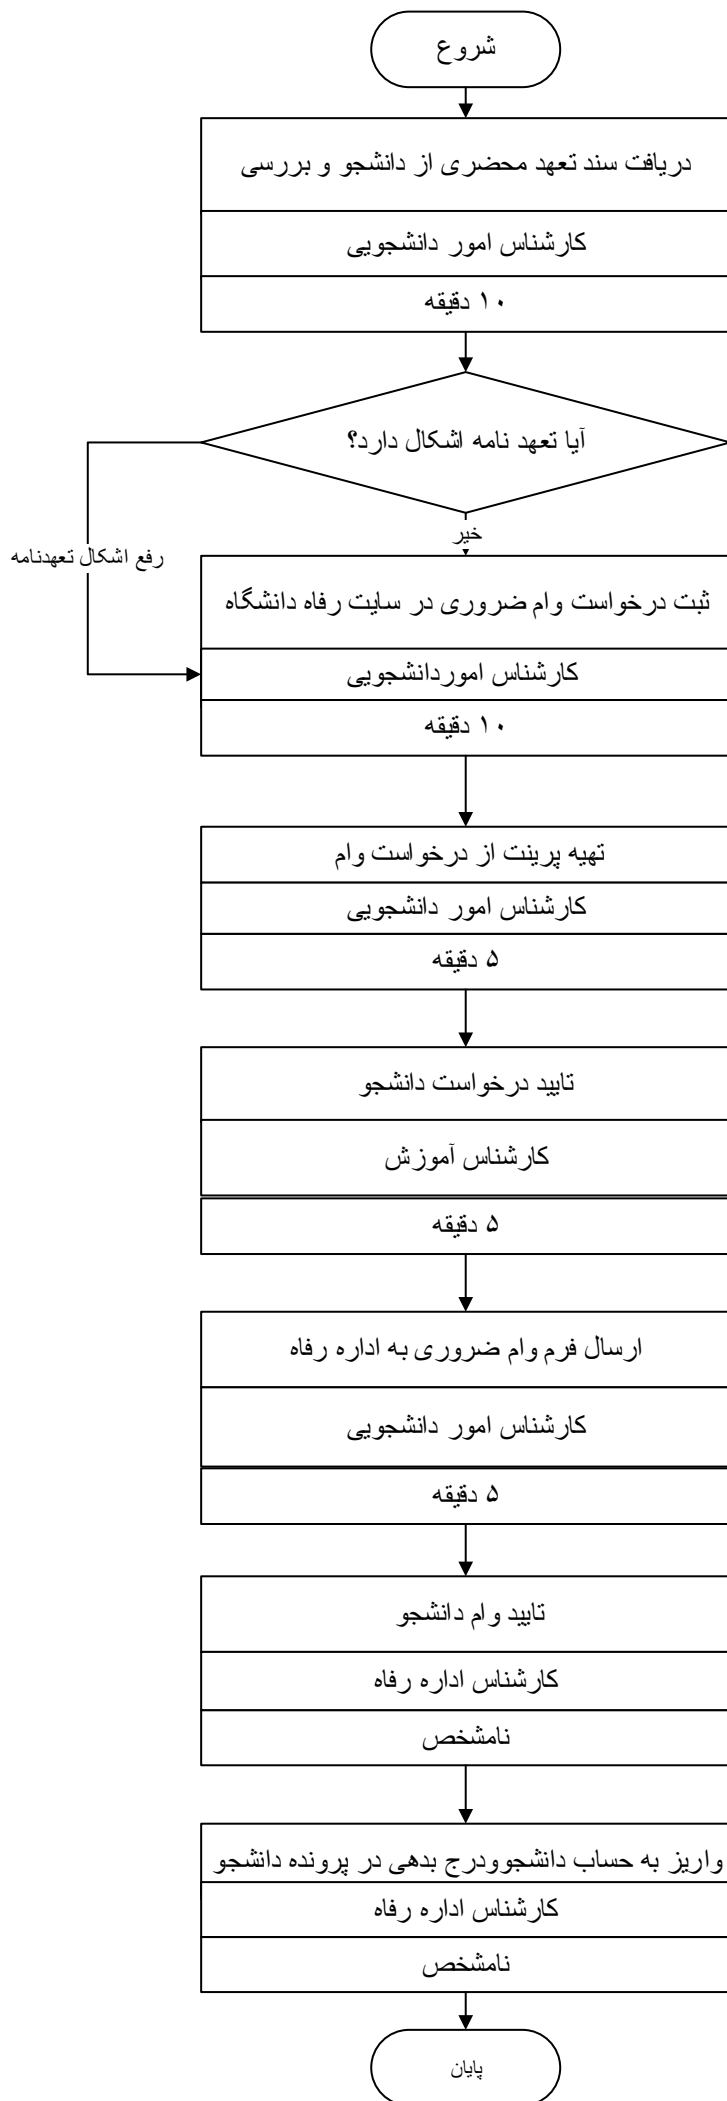 شروع
دریافت سند تعهد محضری از دانشجو و بررسی
کارشناس امور دانشجویی
۱۰ دقیقه
آیا تعهد نامه اشکال دارد؟
خیر
رفع اشکال تعهدنامه
ثبت درخواست وام ضروری در سایت رفاه دانشگاه
کارشناس اموردانشجویی
۱۰ دقیقه
تهیه پرینت از درخواست وام
کارشناس امور دانشجویی
۵ دقیقه
تایید درخواست دانشجو
کارشناس آموزش
۵ دقیقه
ارسال فرم وام ضروری به اداره رفاه
کارشناس امور دانشجویی
۵ دقیقه
تایید وام دانشجو
کارشناس اداره رفاه
نامشخص
واریز به حساب دانشجوودرج بدهی در پرونده دانشجو
کارشناس اداره رفاه
نامشخص
پایان